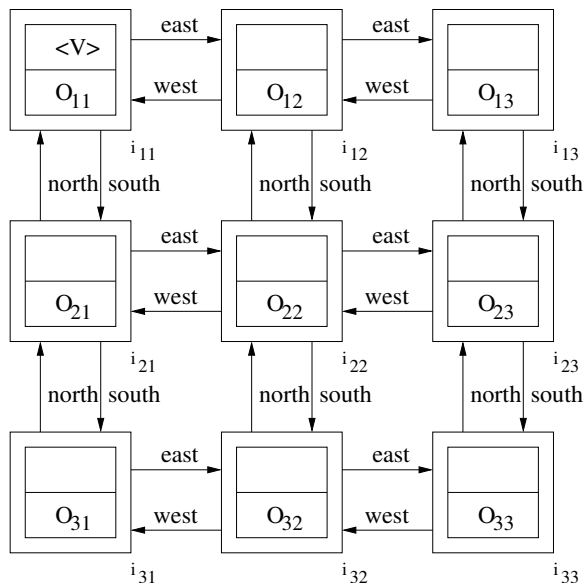 east east
<V>
west west
O11 O12 O13
i11 i12 i13
north south north south north south
east east
O21 west O22 west O23
i21 i22 i23
north south north south north south
east east
west west
O31 O32 O33
i31 i32 i33